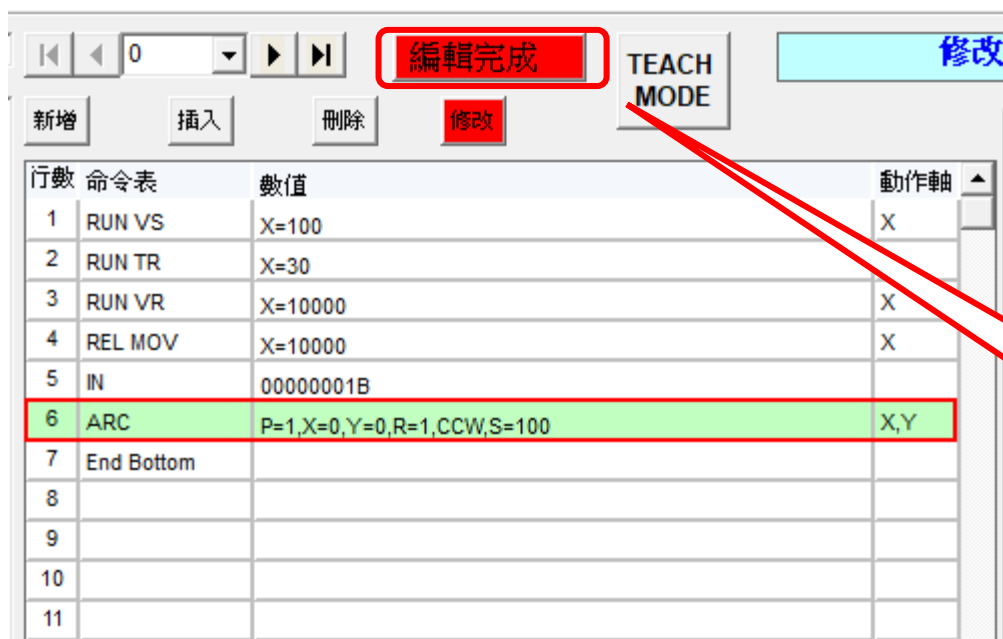 0 編輯完成 TEACH MODE 修改
新增 插入 刪除 修改
行數 命令表 數值 動作軸
1 RUN VS X=100 X
2 RUN TR X=30
3 RUN VR X=10000 X
4 REL MOV X=10000 X
5 IN 00000001B
6 ARC P=1,X=0,Y=0,R=1,CCW,S=100 X,Y
7 End Bottom
8
9
10
11